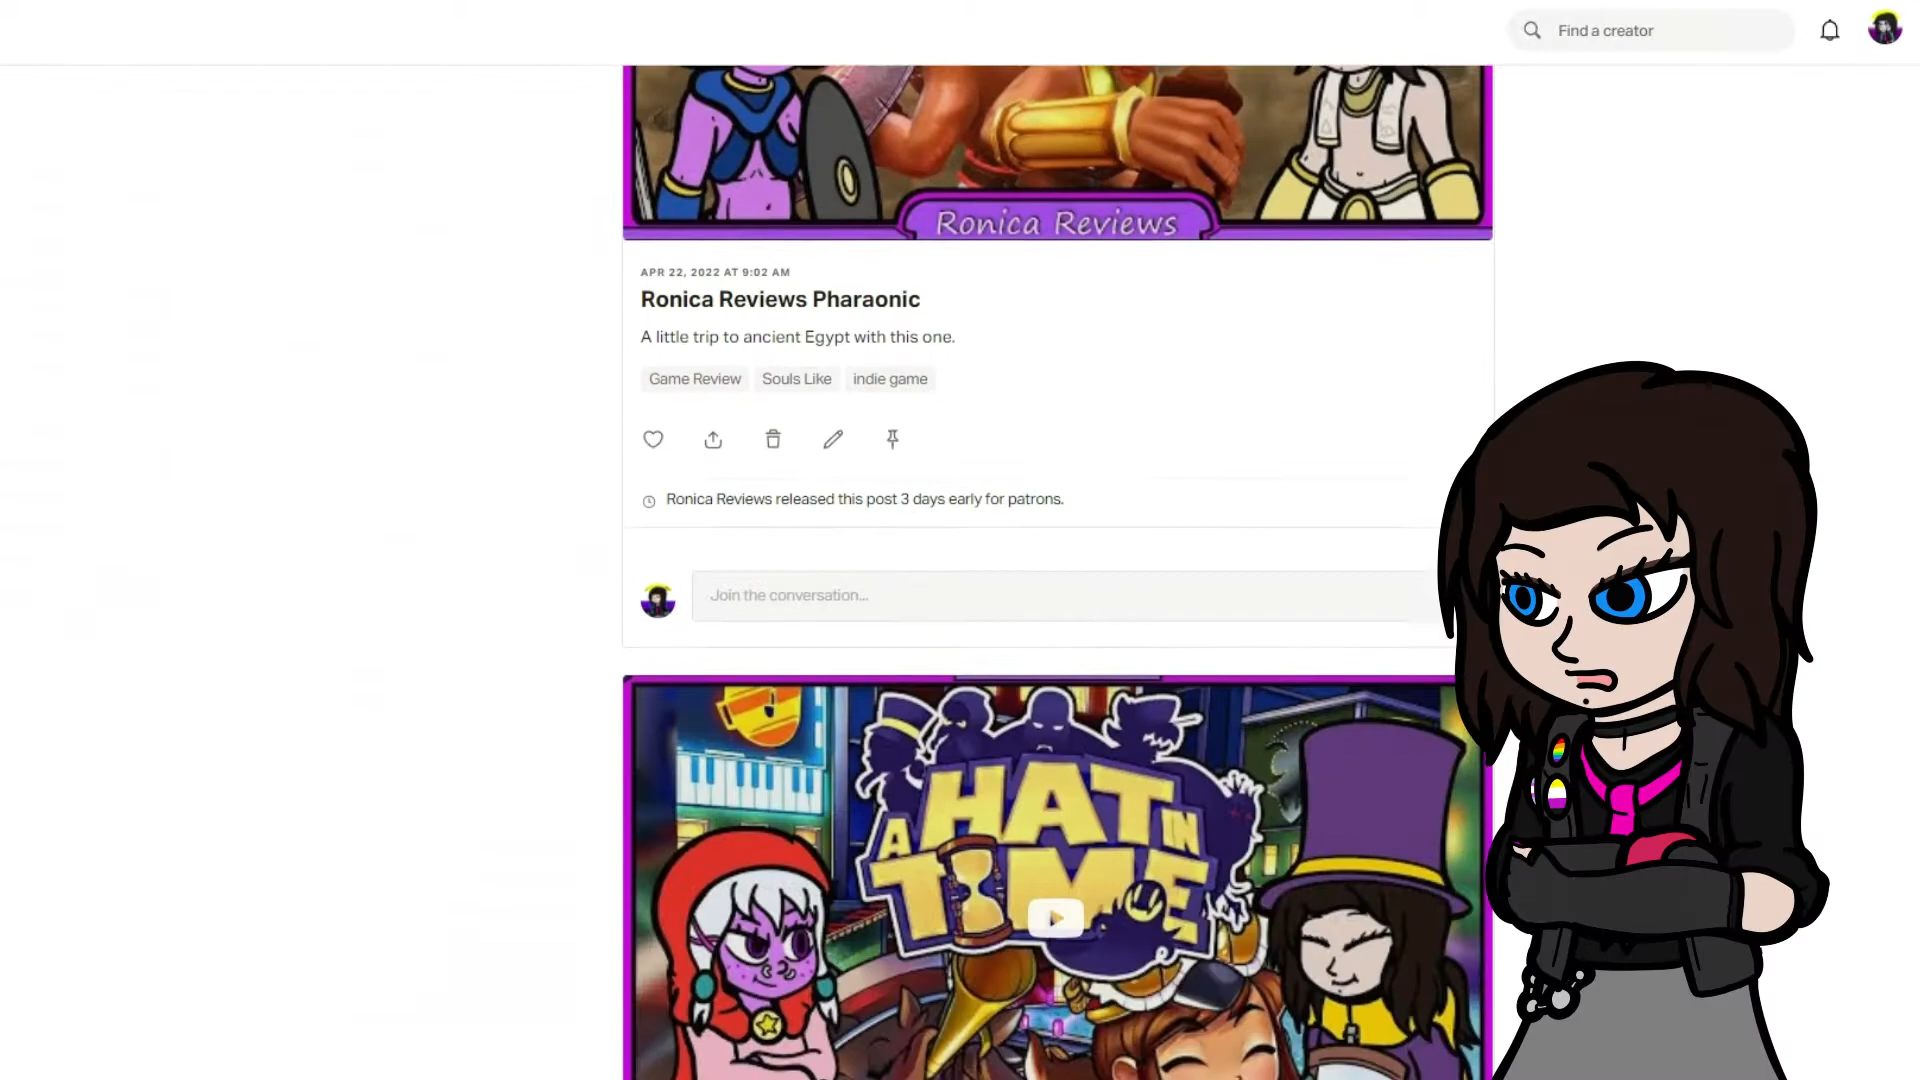 Find a creator
Ronica Reviews
APR 22, 2022 AT 9:02 AM
Ronica Reviews Pharaonic
A little trip to ancient Egypt with this one.
Game Review Souls Like indie game
Ronica Reviews released this post 3 days early for patrons.
Join the conversation...
A HAT IN
TIME